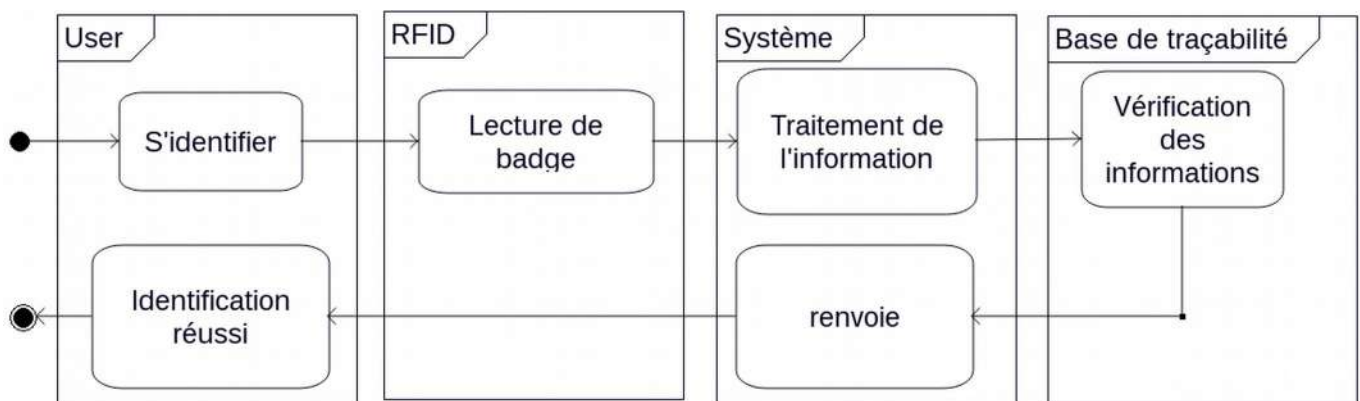 User
RFID
Système
Base de traçabilité
S'identifier
Lecture de
badge
Traitement de
l'information
Vérification
des
informations
Identification
réussi
renvoie